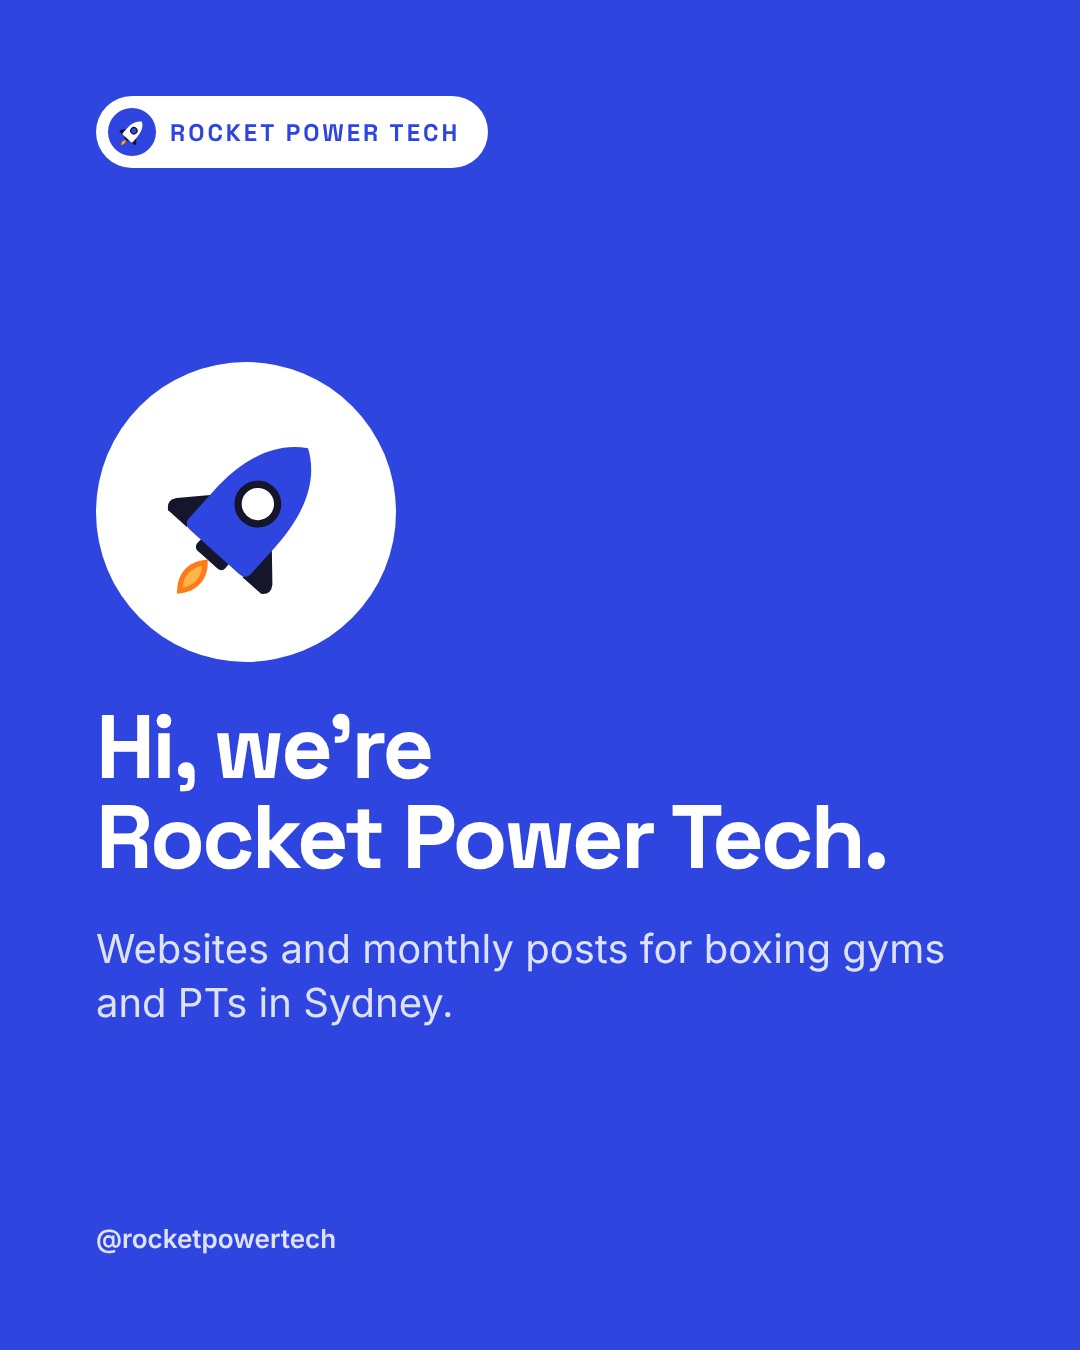 ROCKET POWER TECH
Hi, we’re
Rocket Power Tech.
Websites and monthly posts for boxing gyms
and PTs in Sydney.
@rocketpowertech